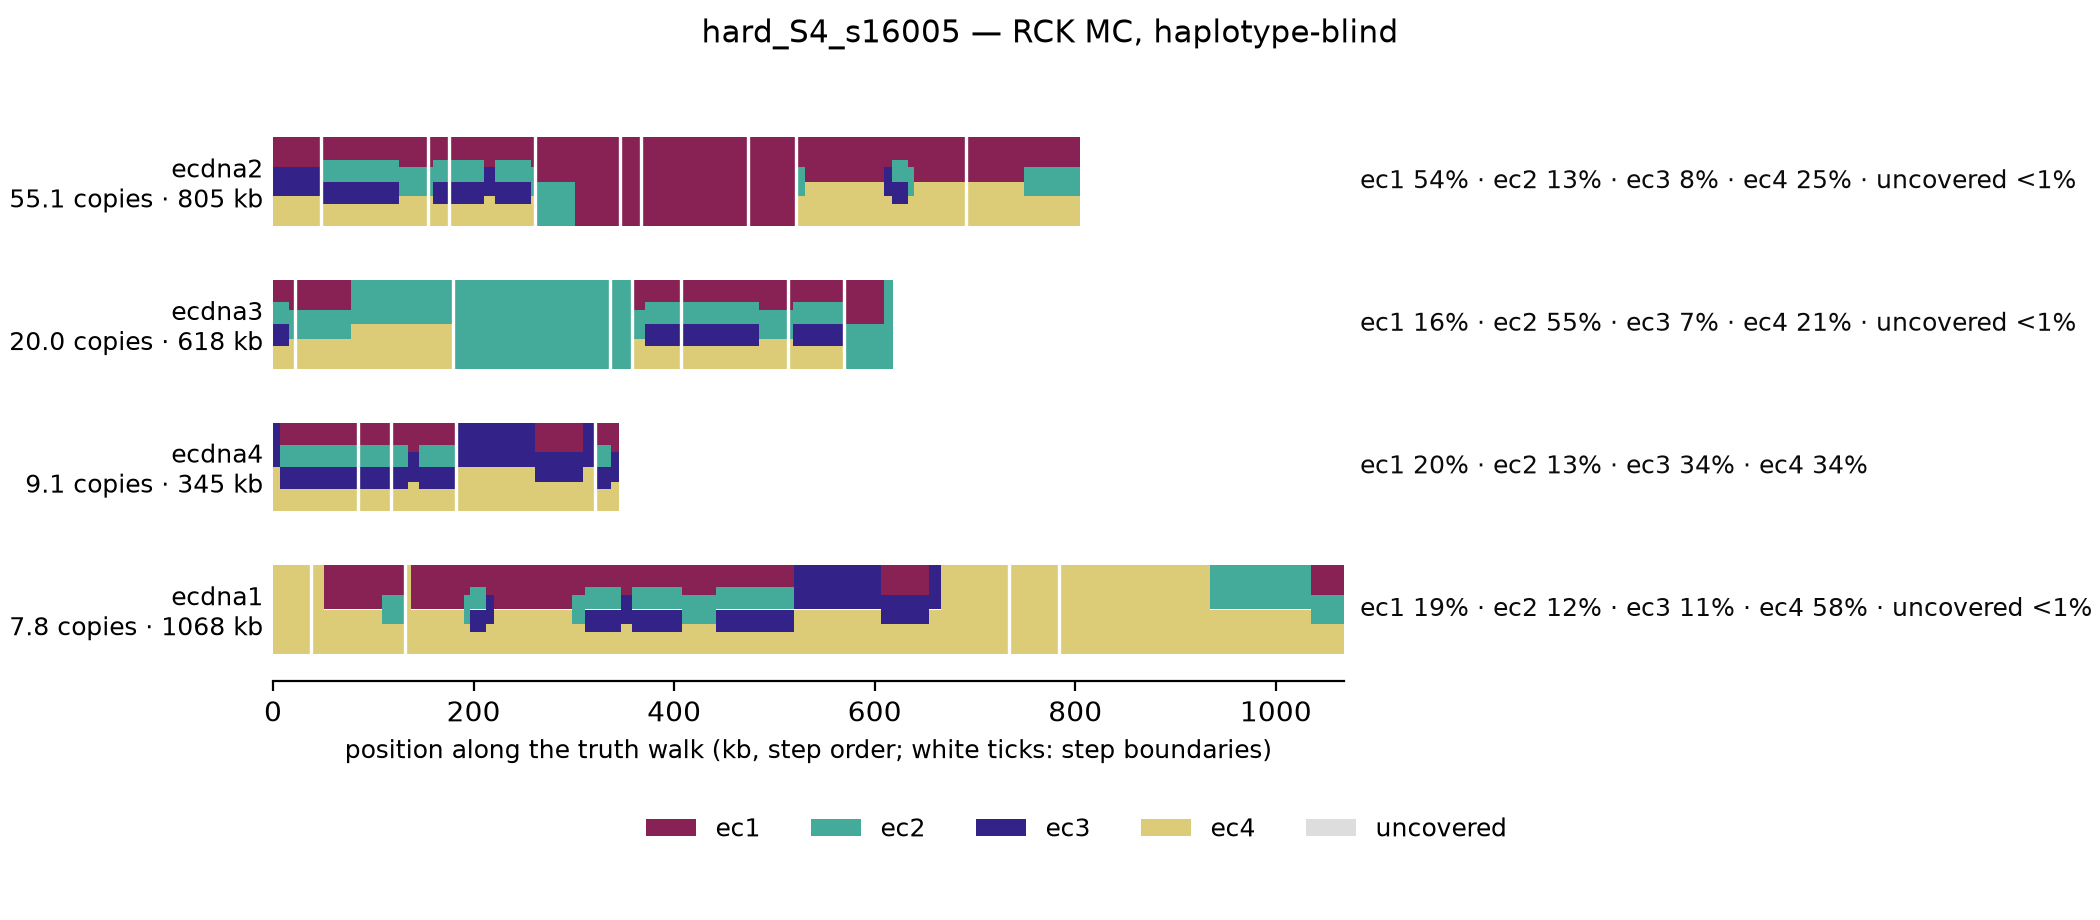 hard_S4_s16005 — RCK MC, haplotype-blind
ecdna2
55.1 copies · 805 kb
ec1 54% · ec2 13% · ec3 8% · ec4 25% · uncovered <1%
ecdna3
20.0 copies · 618 kb
ec1 16% · ec2 55% · ec3 7% · ec4 21% · uncovered <1%
ecdna4
9.1 copies · 345 kb
ec1 20% · ec2 13% · ec3 34% · ec4 34%
ecdna1
7.8 copies · 1068 kb
ec1 19% · ec2 12% · ec3 11% · ec4 58% · uncovered <1%
0 200 400 600 800 1000
position along the truth walk (kb, step order; white ticks: step boundaries)
ec1 ec2 ec3 ec4 uncovered